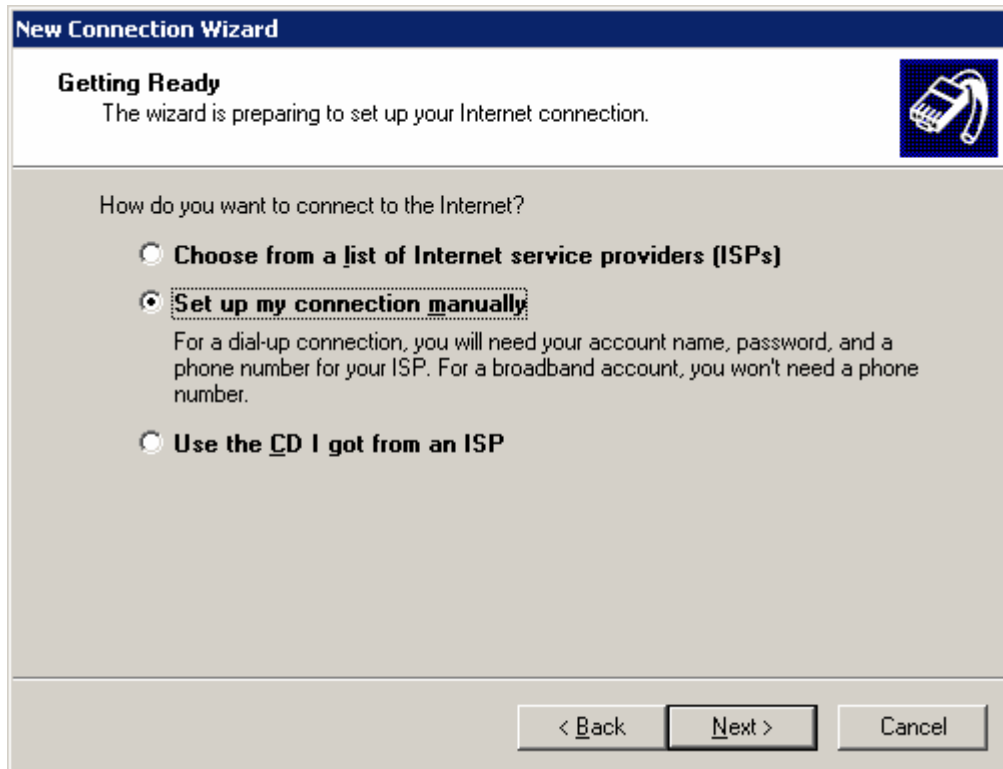 New Connection Wizard
Getting Ready
The wizard is preparing to set up your Internet connection.
How do you want to connect to the Internet?
Choose from a list of Internet service providers (ISPs)
Set up my connection manually
For a dial-up connection, you will need your account name, password, and a
phone number for your ISP. For a broadband account, you won't need a phone
number.
Use the CD I got from an ISP
< Back Next > Cancel